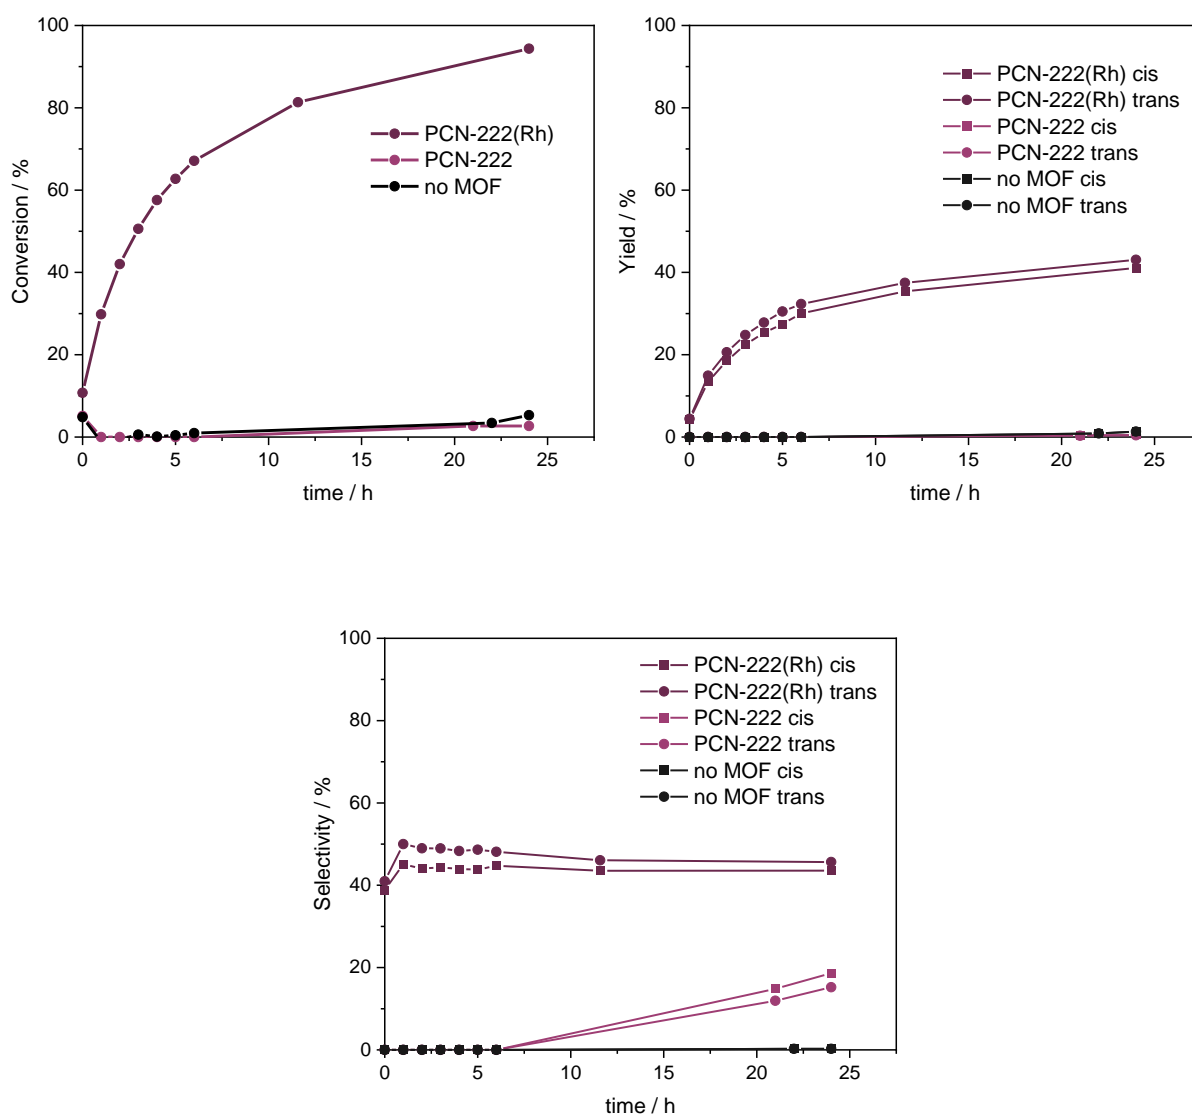 100
80
60
40
20
0
0 5 10 15 20 25
Conversion / %
time / h
PCN-222(Rh)
PCN-222
no MOF
100
80
60
40
20
0
0 5 10 15 20 25
Yield / %
time / h
PCN-222(Rh) cis
PCN-222(Rh) trans
PCN-222 cis
PCN-222 trans
no MOF cis
no MOF trans
100
80
60
40
20
0
0 5 10 15 20 25
Selectivity / %
time / h
PCN-222(Rh) cis
PCN-222(Rh) trans
PCN-222 cis
PCN-222 trans
no MOF cis
no MOF trans